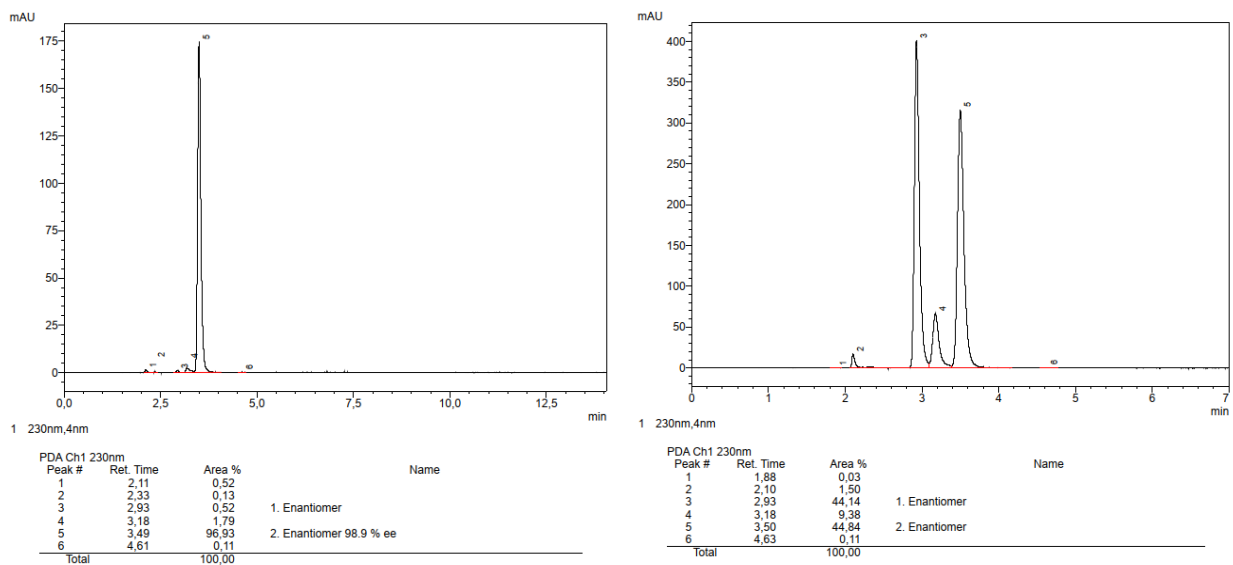 mAU
175
150
125
100
75
50
25
0
5
1
2
3
4
6
0,0
2,5
5,0
7,5
10,0
12,5
min
1 230nm,4nm
PDA Ch1 230nm
Peak # Ret. Time Area % Name
1 2,11 0,52
2 2,33 0,13
3 2,93 0,52 1. Enantiomer
4 3,18 1,79
5 3,49 96,93 2. Enantiomer 98.9 % ee
6 4,61 0,11
Total 100,00
mAU
400
350
300
250
200
150
100
50
0
3
5
4
1
2
6
0
1
2
3
4
5
6
7
min
1 230nm,4nm
PDA Ch1 230nm
Peak # Ret. Time Area % Name
1 1,88 0,03
2 2,10 1,50
3 2,93 44,14 1. Enantiomer
4 3,18 9,38
5 3,50 44,84 2. Enantiomer
6 4,63 0,11
Total 100,00